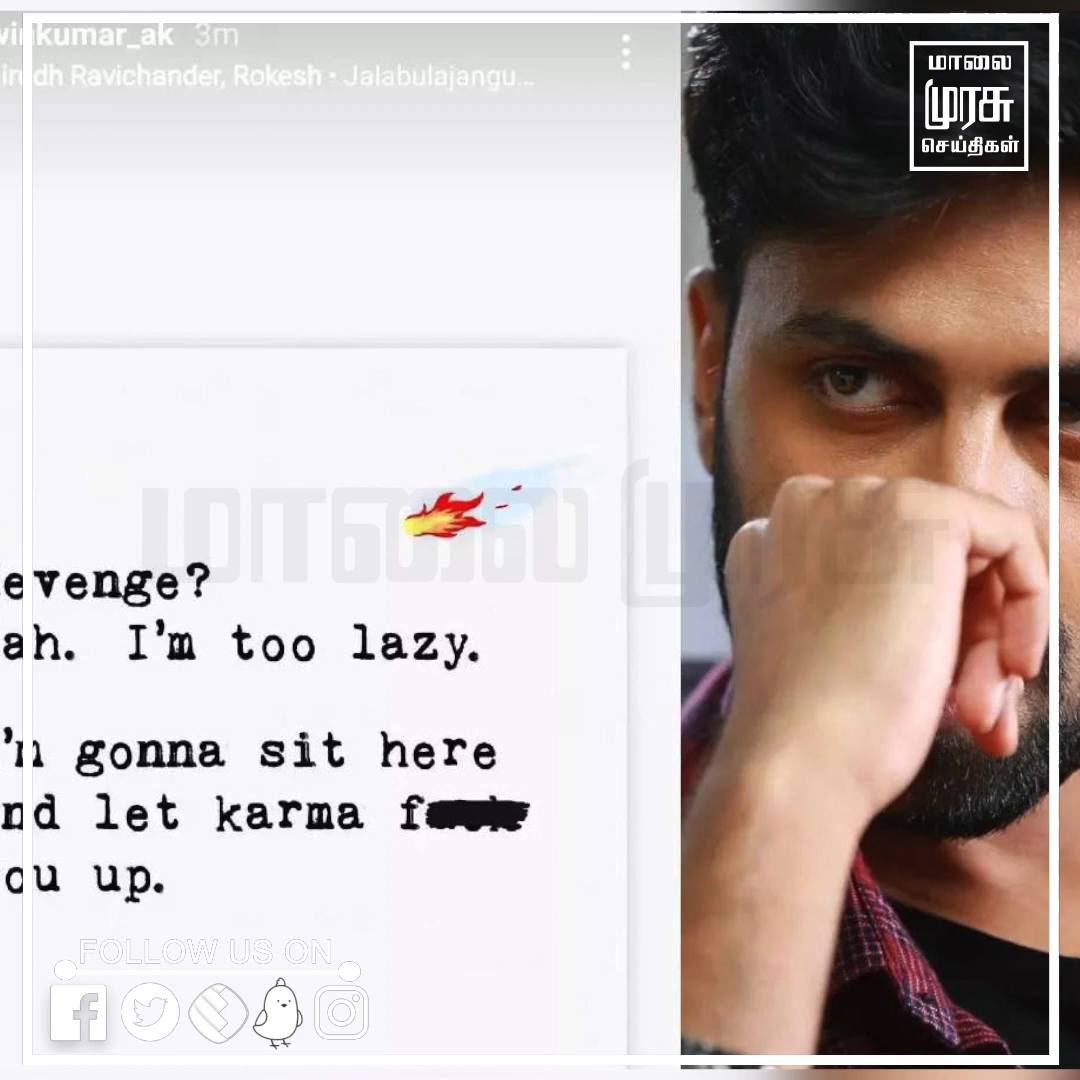 winkumar_ak 3m
irudh Ravichander, Rokesh · Jalabulajangu...
மாலை
முரசு
செய்திகள்
மாலை முரசு
evenge?
ah. I'm too lazy.
'm gonna sit here
nd let karma f
ou up.
FOLLOW US ON